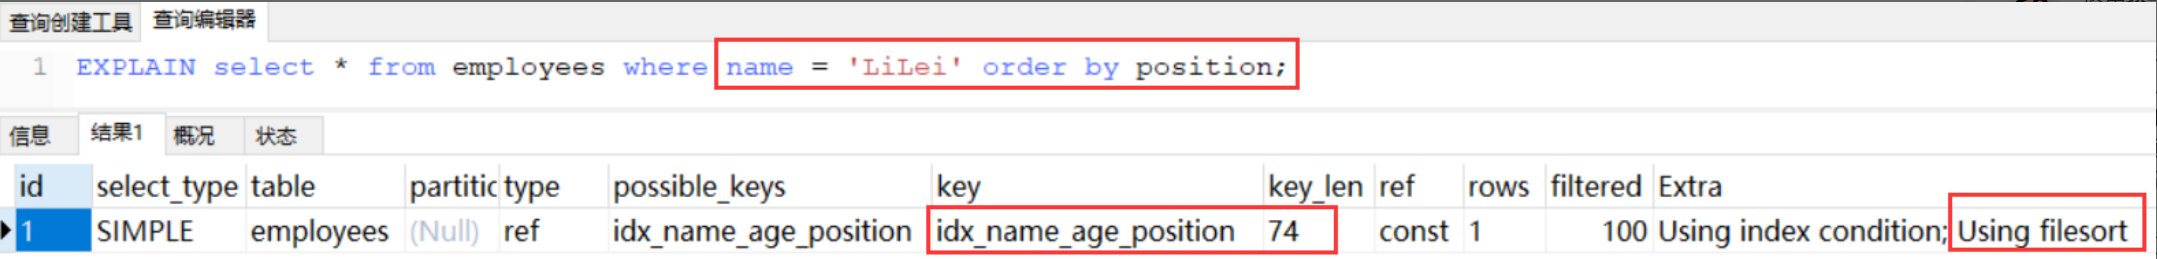 查询创建工具 查询编辑器
1 EXPLAIN select * from employees where name = 'LiLei' order by position;
信息 结果1 概况 状态
id select_type table partitic type possible_keys key key_len ref rows filtered Extra
1 SIMPLE employees (Null) ref idx_name_age_position idx_name_age_position 74 const 1 100 Using index condition; Using filesort